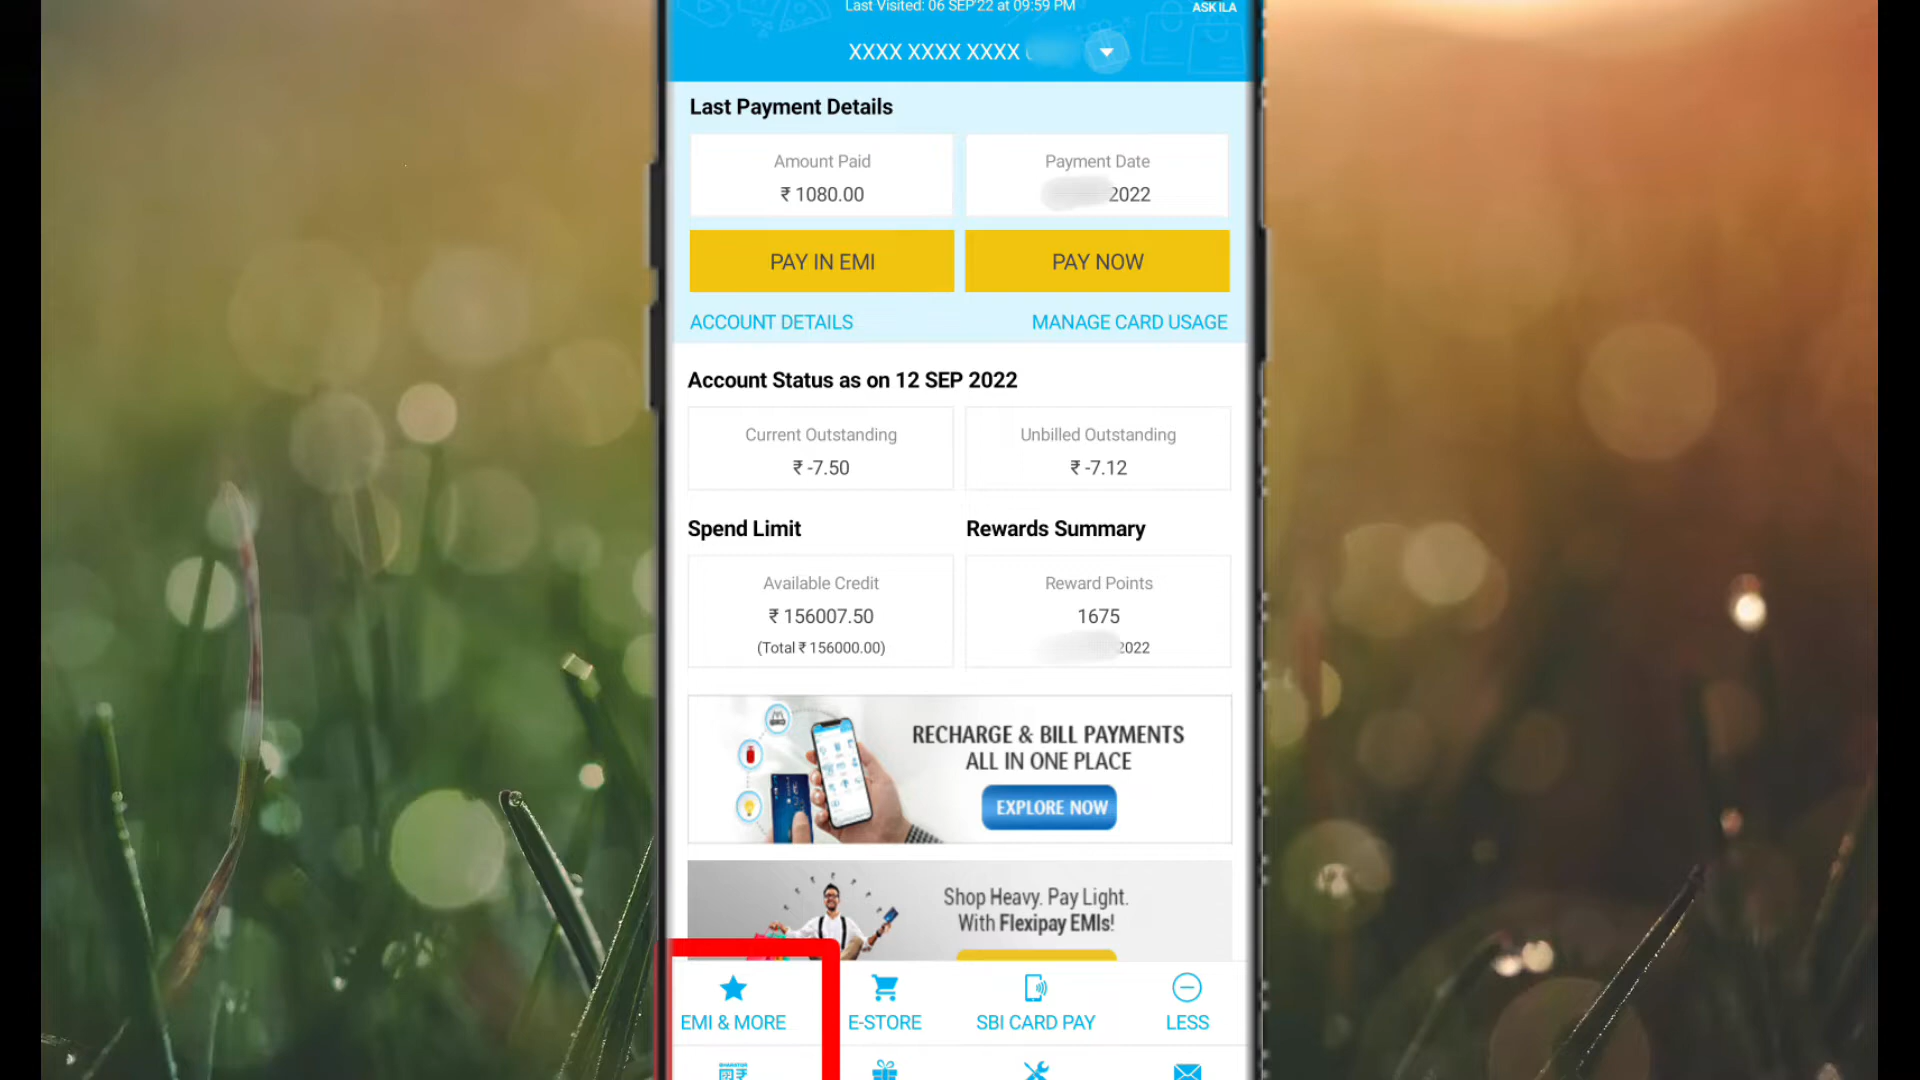 Last Visited: 06 SEP'22 at 09:59 PM
ASK ILA
XXXX XXXX XXXX
Last Payment Details
Amount Paid
₹ 1080.00
Payment Date
2022
PAY IN EMI
PAY NOW
ACCOUNT DETAILS
MANAGE CARD USAGE
Account Status as on 12 SEP 2022
Current Outstanding
₹ -7.50
Unbilled Outstanding
₹ -7.12
Spend Limit
Available Credit
₹ 156007.50
(Total ₹ 156000.00)
Rewards Summary
Reward Points
1675
2022
RECHARGE & BILL PAYMENTS
ALL IN ONE PLACE
EXPLORE NOW
Shop Heavy. Pay Light.
With Flexipay EMIs!
EMI & MORE
E-STORE
SBI CARD PAY
LESS